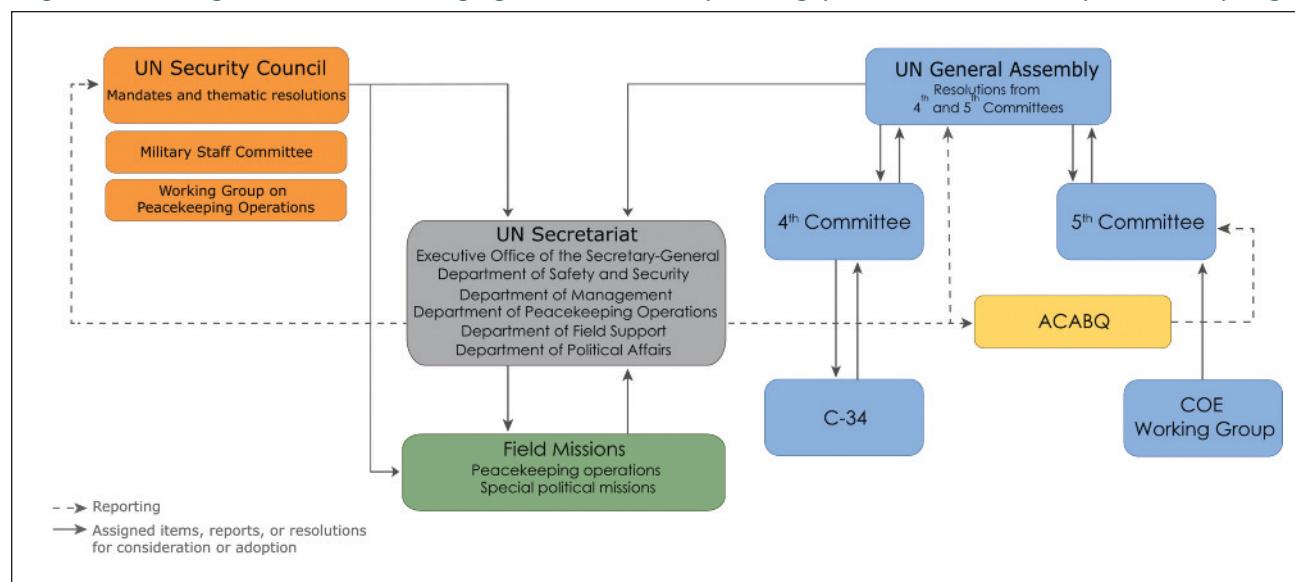 UN Security Council
Mandates and thematic resolutions
Military Staff Committee
Working Group on
Peacekeeping Operations
UN General Assembly
Resolutions from
4th and 5th Committees
4th Committee
5th Committee
UN Secretariat
Executive Office of the Secretary-General
Department of Safety and Security
Department of Management
Department of Peacekeeping Operations
Department of Field Support
Department of Political Affairs
ACABQ
C-34
COE
Working Group
Field Missions
Peacekeeping operations
Special political missions
Reporting
Assigned items, reports, or resolutions
for consideration or adoption